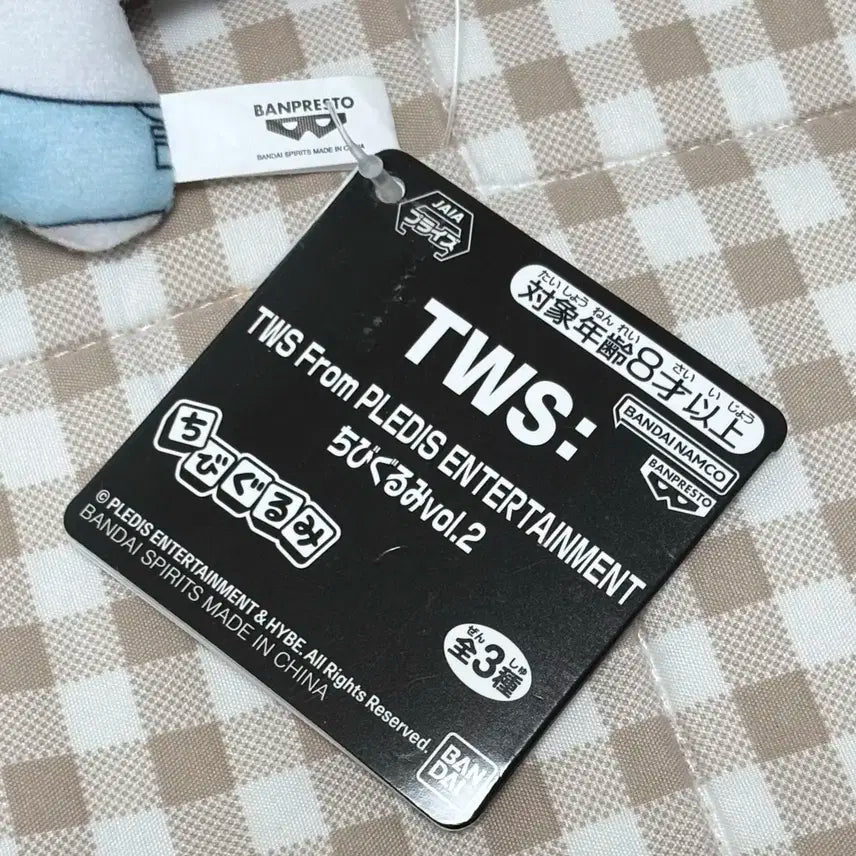 BANPRESTO
BANDAI SPIRITS MADE IN CHINA
JAIA
プライズ
たいしょうねんれい さい いじょう
対象年齢8才以上
TWS:
TWS From PLEDIS ENTERTAINMENT
ちびぐるみvol.2
BANDAI NAMCO
BANPRESTO
ちびぐるみ
© PLEDIS ENTERTAINMENT & HYBE. All Rights Reserved.
BANDAI SPIRITS MADE IN CHINA
ぜん しゅ
全3種
BAN
DAI